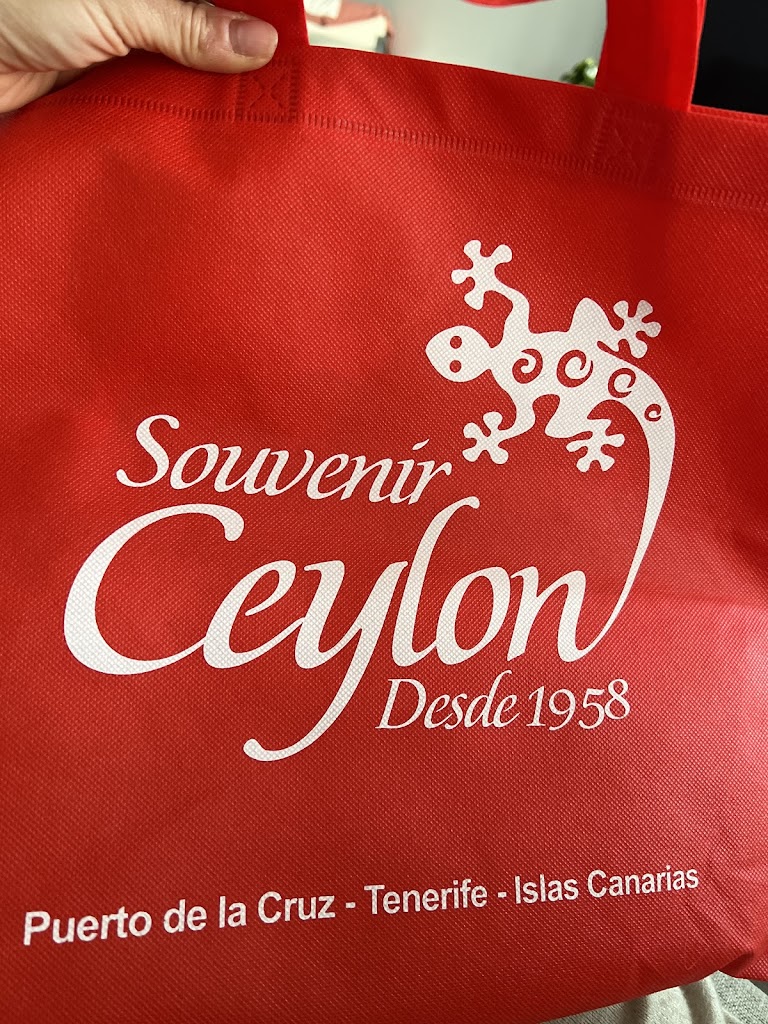 Souvenir
Ceylon
Desde 1958
Puerto de la Cruz - Tenerife - Islas Canarias